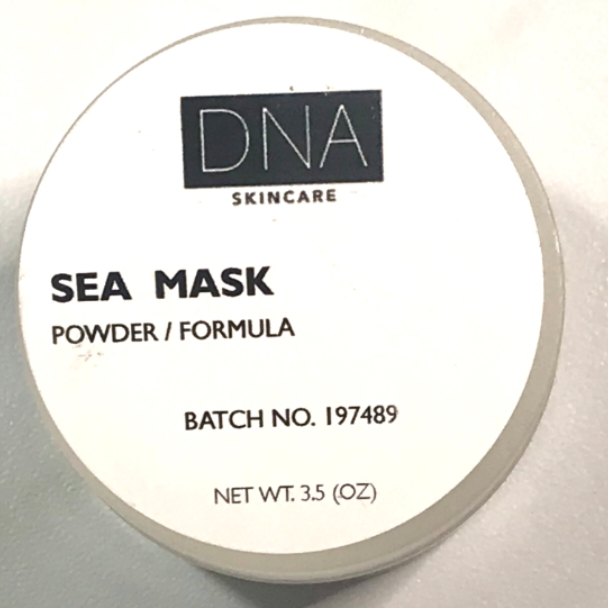 DNA
SKINCARE
SEA MASK
POWDER / FORMULA
BATCH NO. 197489
NET WT. 3.5 (OZ)